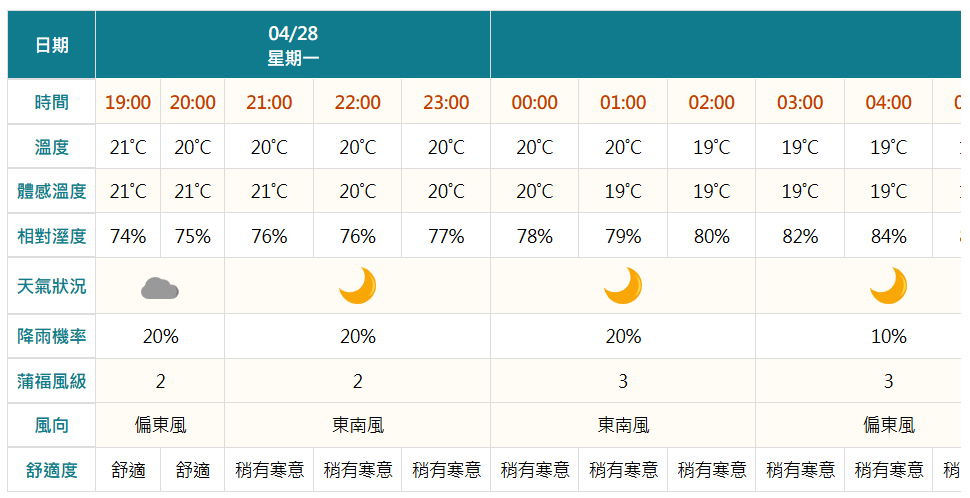 日期 04/28
星期一
時間 19:00 20:00 21:00 22:00 23:00 00:00 01:00 02:00 03:00 04:00
溫度 21°C 20°C 20°C 20°C 20°C 20°C 20°C 19°C 19°C 19°C
體感溫度 21°C 21°C 21°C 20°C 20°C 20°C 19°C 19°C 19°C 19°C
相對溼度 74% 75% 76% 76% 77% 78% 79% 80% 82% 84%
天氣狀況
降雨機率 20% 20% 20% 10%
蒲福風級 2 2 3 3
風向 偏東風 東南風 東南風 偏東風
舒適度 舒適 舒適 稍有寒意 稍有寒意 稍有寒意 稍有寒意 稍有寒意 稍有寒意 稍有寒意 稍有寒意 稍